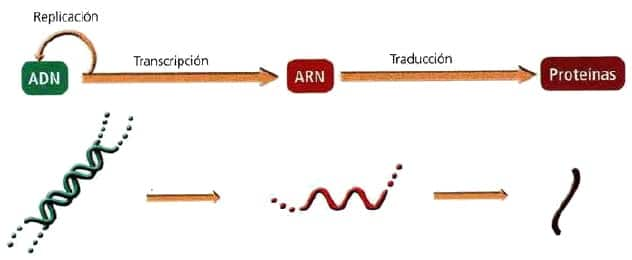 Replicación
Transcripción
Traducción
ADN
ARN
Proteínas